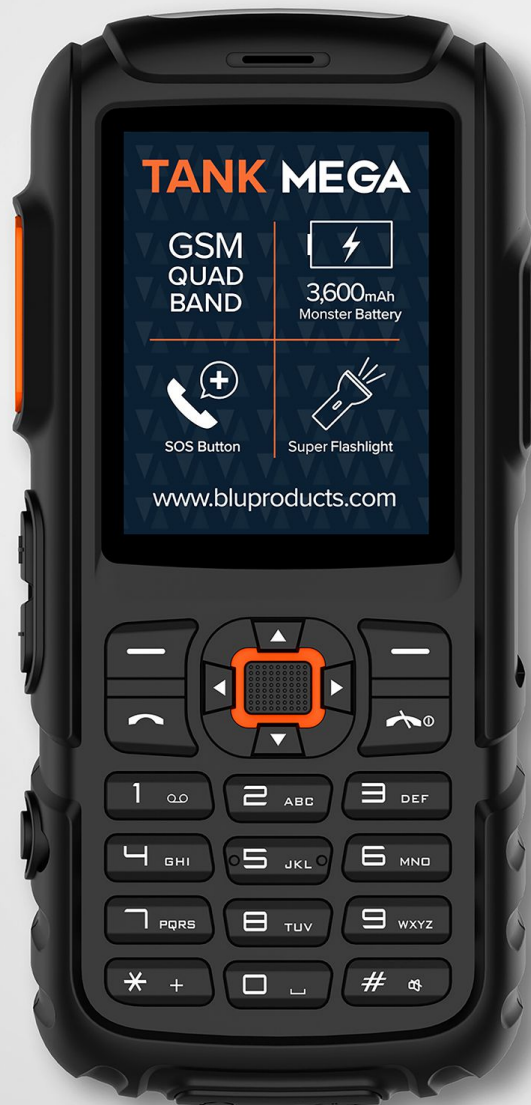 TANK MEGA
GSM
QUAD
BAND
3,600mAh
Monster Battery
SOS Button
Super Flashlight
www.bluproducts.com
1
2 ABC
3 DEF
4 GHI
5 JKL
6 MNO
7 PQRS
8 TUV
9 WXYZ
* +
0
#